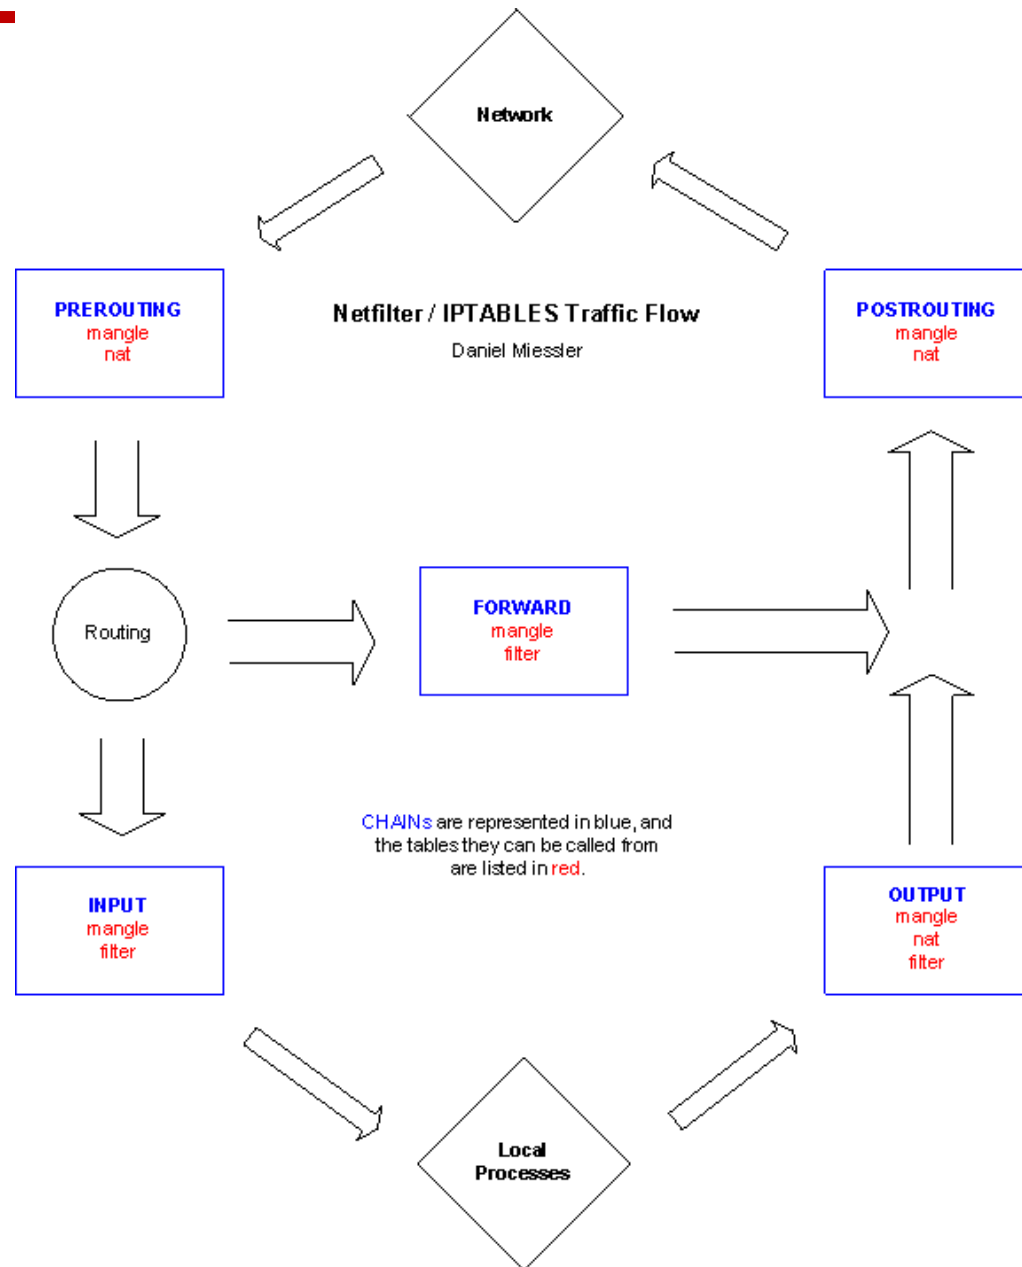 Network
PREROUTING
mangle
nat
Netfilter / IPTABLES Traffic Flow
Daniel Miessler
POSTROUTING
mangle
nat
Routing
FORWARD
mangle
filter
CHAINs are represented in blue, and
the tables they can be called from
are listed in red.
INPUT
mangle
filter
OUTPUT
mangle
nat
filter
Local
Processes